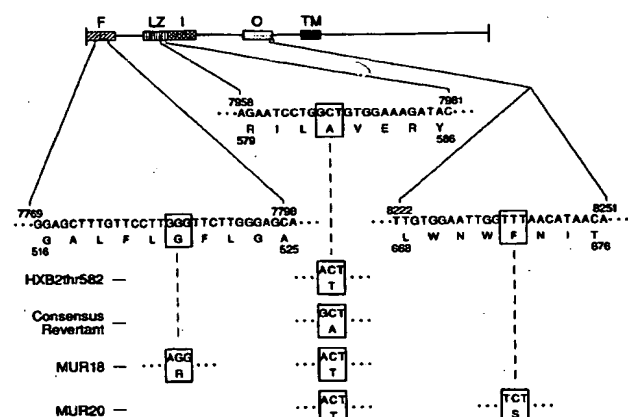 F LZ I O TM
7958 7981
···AGAATCCTGGCTGTGGAAAGATAC···
R I L A V E R Y
579 586
7769 7798
···GGAGCTTTGTTCCTTGGGTTCTTGGGAGCA···
G A L F L G F L G A
516 525
8222 8251
···TTGTGGAATTGGTTTAACATAACA···
L W N W F N I T
668 676
HXB2thr582 — ···· ACT ····
T
Consensus Revertant — ···· GCT ····
A
MUR18 — ···· AGG ···· ···· ACT ····
R T
MUR20 — ···· ACT ···· ···· TCT ····
T S